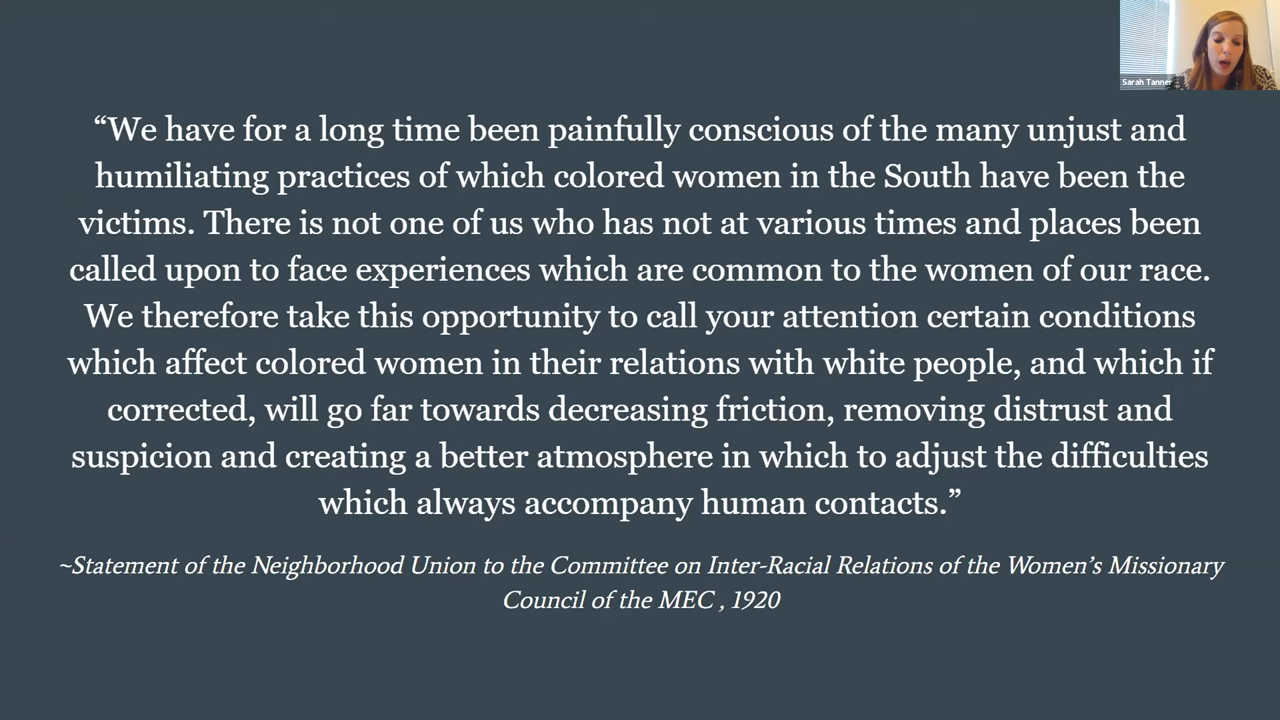 Sarah Tanner
“We have for a long time been painfully conscious of the many unjust and
humiliating practices of which colored women in the South have been the
victims. There is not one of us who has not at various times and places been
called upon to face experiences which are common to the women of our race.
We therefore take this opportunity to call your attention certain conditions
which affect colored women in their relations with white people, and which if
corrected, will go far towards decreasing friction, removing distrust and
suspicion and creating a better atmosphere in which to adjust the difficulties
which always accompany human contacts.”
~Statement of the Neighborhood Union to the Committee on Inter-Racial Relations of the Women’s Missionary
Council of the MEC , 1920